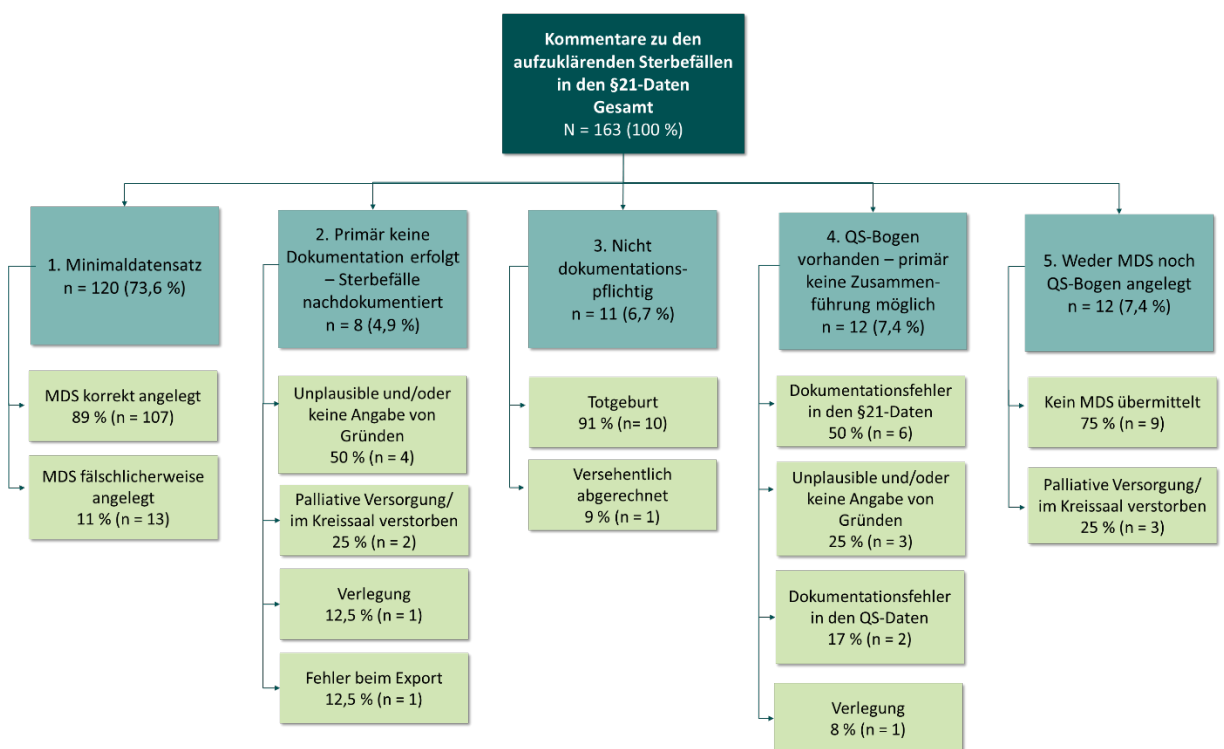 Kommentare zu den
aufzuklärenden Sterbefällen
in den §21-Daten
Gesamt
N = 163 (100 %)
1. Minimaldatensatz
n = 120 (73,6 %)
MDS korrekt angelegt
89 % (n = 107)
MDS fälschlicherweise
angelegt
11 % (n = 13)
2. Primär keine
Dokumentation erfolgt
– Sterbefälle
nachdokumentiert
n = 8 (4,9 %)
Unplausible und/oder
keine Angabe von
Gründen
50 % (n = 4)
Palliative Versorgung/
im Kreissaal verstorben
25 % (n = 2)
Verlegung
12,5 % (n = 1)
Fehler beim Export
12,5 % (n = 1)
3. Nicht
dokumentations-
pflichtig
n = 11 (6,7 %)
Totgeburt
91 % (n= 10)
Versehentlich
abgerechnet
9 % (n = 1)
4. QS-Bogen
vorhanden – primär
keine Zusammen-
führung möglich
n = 12 (7,4 %)
Dokumentationsfehler
in den §21-Daten
50 % (n = 6)
Unplausible und/oder
keine Angabe von
Gründen
25 % (n = 3)
Dokumentationsfehler
in den QS-Daten
17 % (n = 2)
Verlegung
8 % (n = 1)
5. Weder MDS noch
QS-Bogen angelegt
n = 12 (7,4 %)
Kein MDS übermittelt
75 % (n = 9)
Palliative Versorgung/
im Kreissaal verstorben
25 % (n = 3)